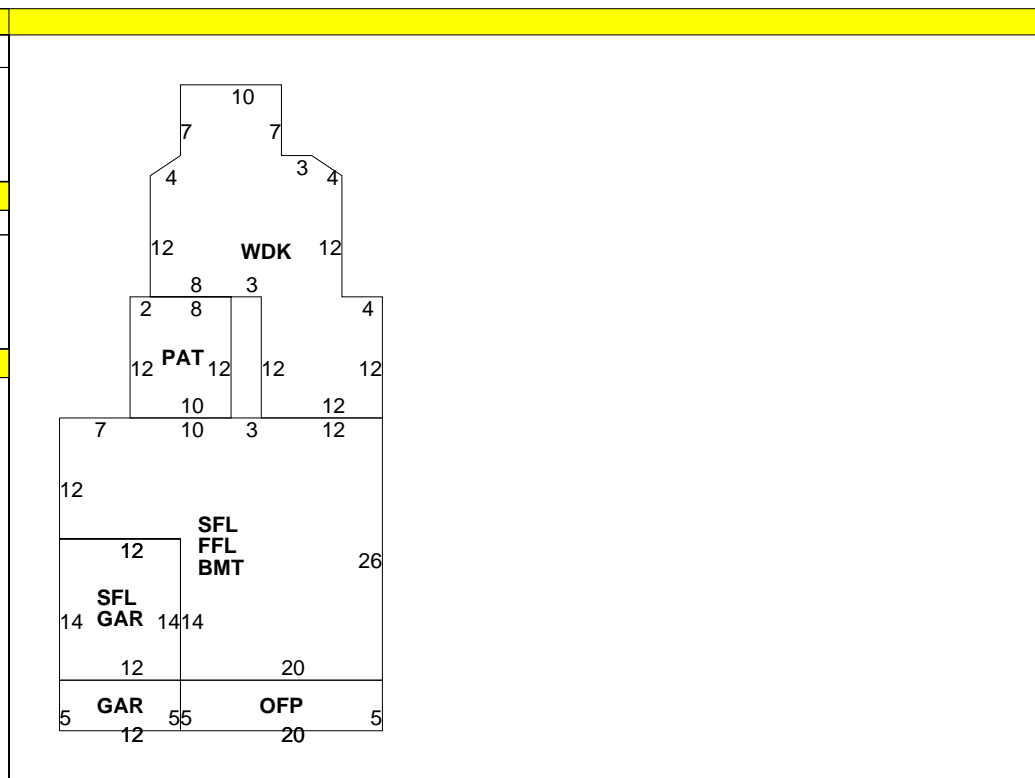 10
7 7
3
4 4
12 WDK 12
8 3
2 8 4
PAT
12 12 12 12
10 12
7 10 3 12
12
SFL
FFL
BMT
12 26
SFL
GAR
14 14 14
12 20
GAR OFP
5 5 5 5
12 20